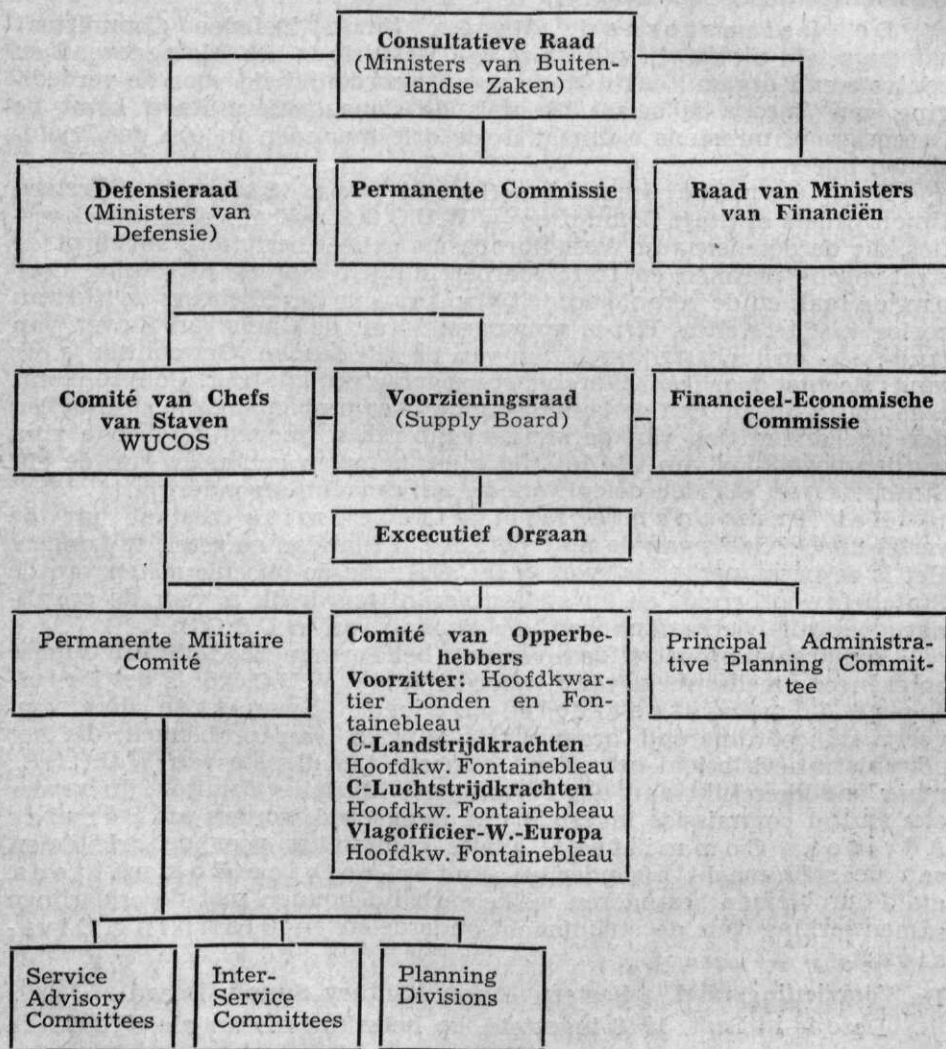 Consultatieve Raad
(Ministers van Buiten-
landse Zaken)
Defensieraad
(Ministers van
Defensie)
Permanente Commissie
Raad van Ministers
van Financiën
Comité van Chefs
van Staven
WUCOS
Voorzieningsraad
(Supply Board)
Financieel-Economische
Commissie
Excecutief Orgaan
Permanente Militaire
Comité
Comité van Opperbe-
hebbers
Voorzitter: Hoofdkwar-
tier Londen en Fon-
tainebleau
C-Landstrijdkrachten
Hoofdkw. Fontainebleau
C-Luchtstrijdkrachten
Hoofdkw. Fontainebleau
Vlagofficier-W.-Europa
Hoofdkw. Fontainebleau
Principal Administra-
tive Planning Commit-
tee
Service
Advisory
Committees
Inter-
Service
Committees
Planning
Divisions